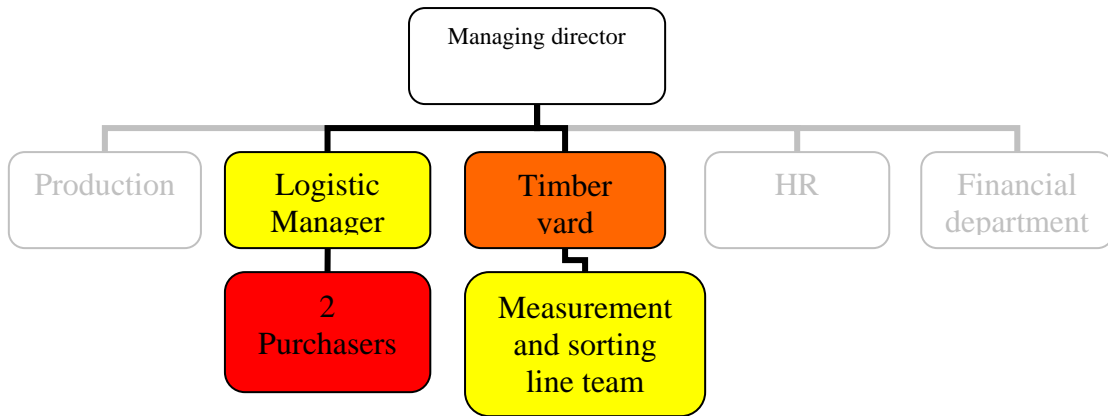 Managing director
Production
Logistic
Manager
Timber
yard
HR
Financial
department
2
Purchasers
Measurement
and sorting
line team